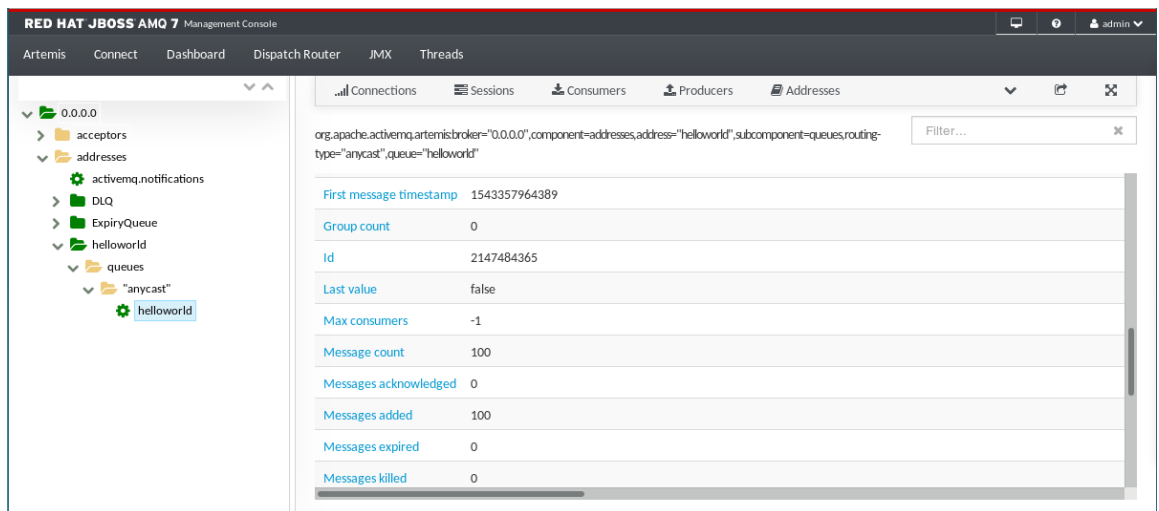 RED HAT JBOSS AMQ 7 Management Console
admin
Artemis Connect Dashboard Dispatch Router JMX Threads
Connections Sessions Consumers Producers Addresses
0.0.0.0
acceptors
addresses
activemq.notifications
DLQ
ExpiryQueue
helloworld
queues
"anycast"
helloworld
org.apache.activemq.artemis:broker="0.0.0.0",component=addresses,address="helloworld",subcomponent=queues,routing-
type="anycast",queue="helloworld"
Filter...
First message timestamp 1543357964389
Group count 0
Id 2147484365
Last value false
Max consumers -1
Message count 100
Messages acknowledged 0
Messages added 100
Messages expired 0
Messages killed 0